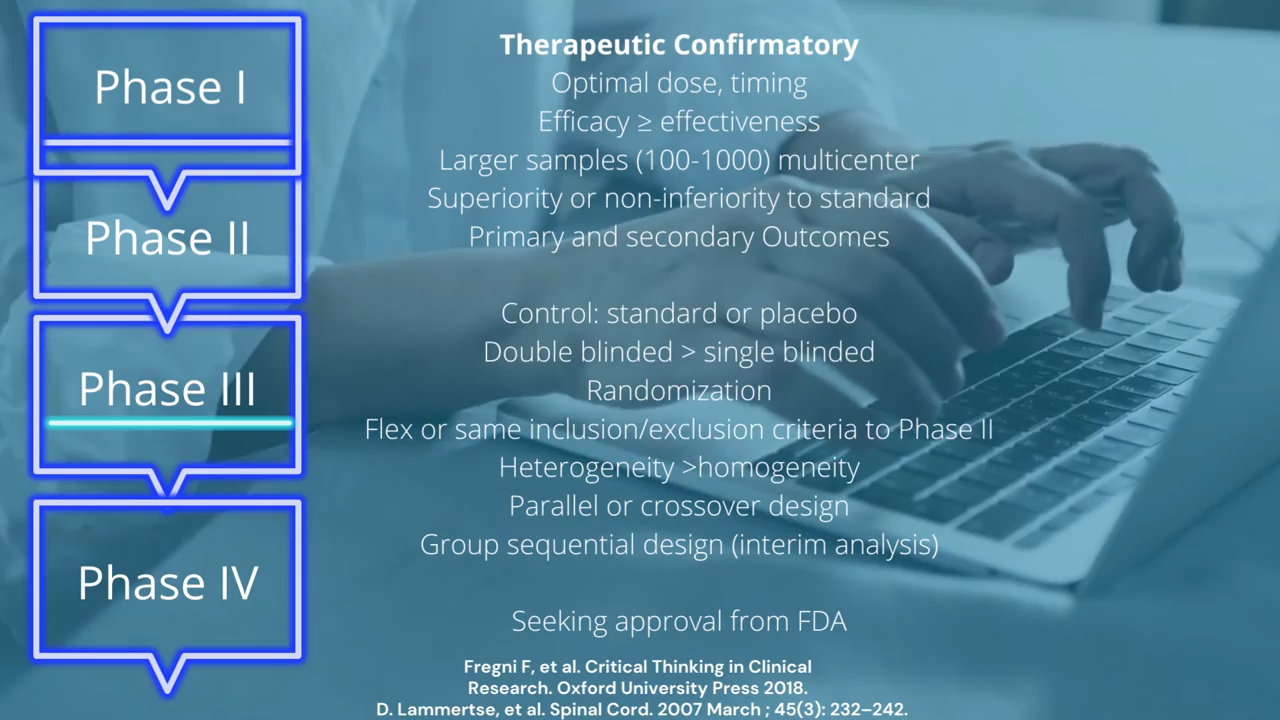 Phase I
Phase II
Phase III
Phase IV
Therapeutic Confirmatory
Optimal dose, timing
Efficacy ≥ effectiveness
Larger samples (100-1000) multicenter
Superiority or non-inferiority to standard
Primary and secondary Outcomes
Control: standard or placebo
Double blinded > single blinded
Randomization
Flex or same inclusion/exclusion criteria to Phase II
Heterogeneity >homogeneity
Parallel or crossover design
Group sequential design (interim analysis)
Seeking approval from FDA
Fregni F, et al. Critical Thinking in Clinical
Research. Oxford University Press 2018.
D. Lammertse, et al. Spinal Cord. 2007 March ; 45(3): 232–242.